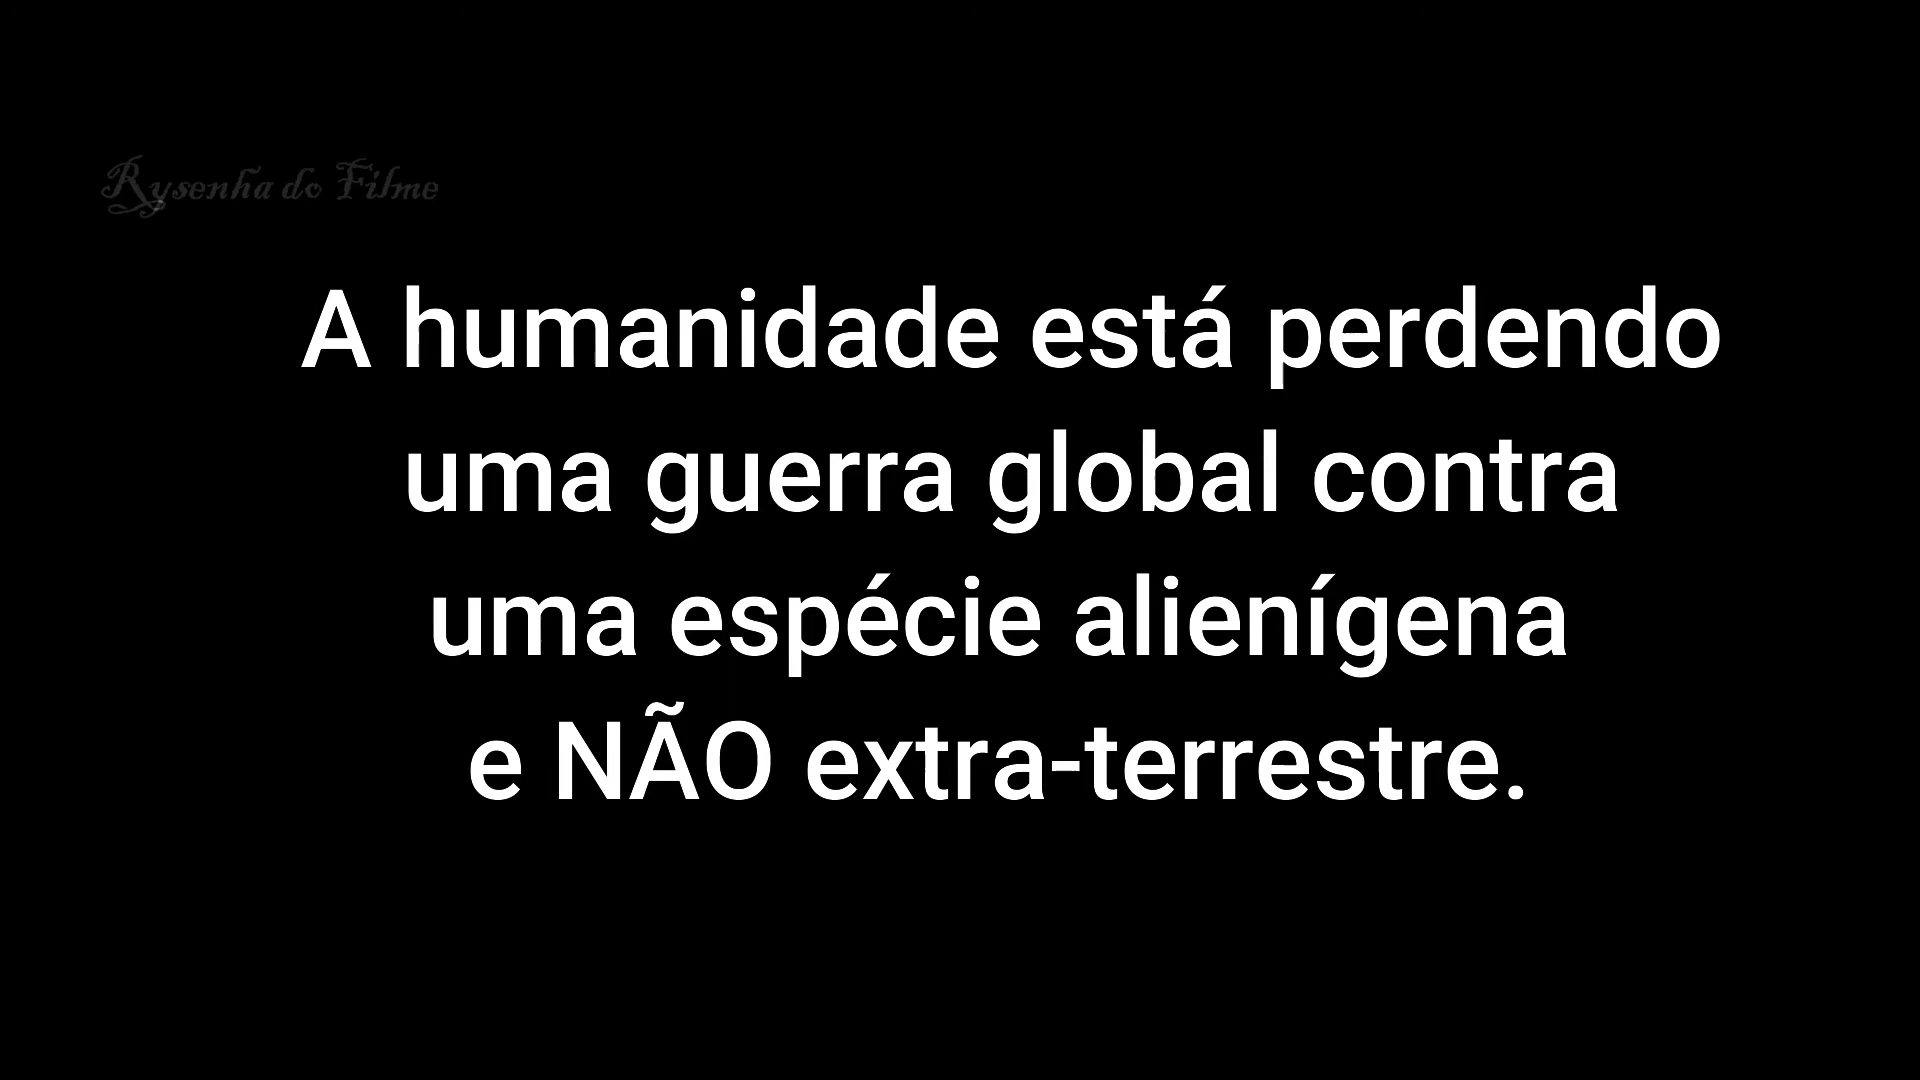 Rysenha do Filme
A humanidade está perdendo
uma guerra global contra
uma espécie alienígena
e NÃO extra-terrestre.